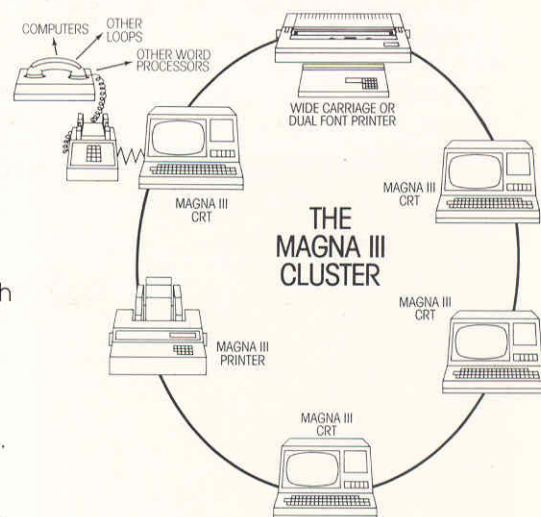 COMPUTERS
OTHER
LOOPS
OTHER WORD
PROCESSORS
WIDE CARRIAGE OR
DUAL FONT PRINTER
MAGNA III
CRT
MAGNA III
CRT
THE
MAGNA III
CLUSTER
MAGNA III
CRT
MAGNA III
PRINTER
MAGNA III
CRT